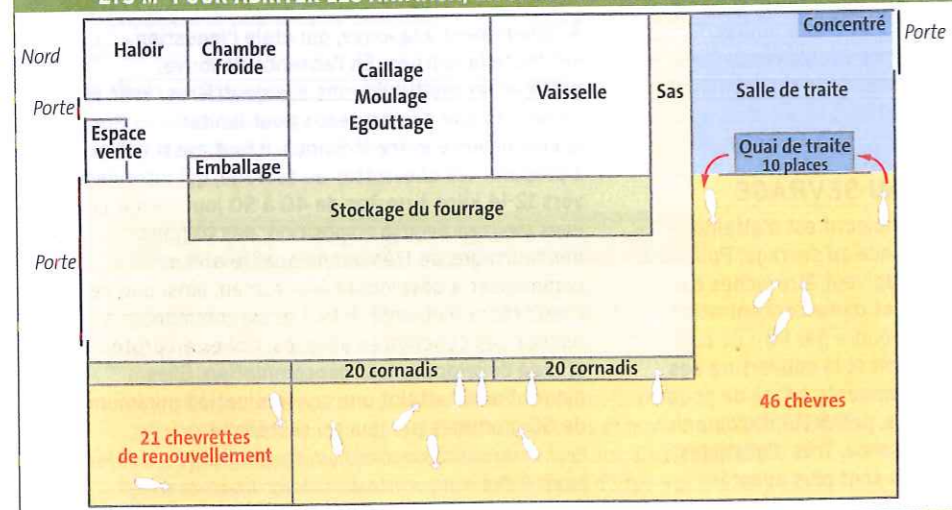 Nord
Haloir
Chambre
froide
Caillage
Moulage
Egouttage
Vaisselle
Sas
Concentré
Porte
Salle de traite
Porte
Espace
vente
Emballage
Quai de traite
10 places
Stockage du fourrage
Porte
20 cornadis
20 cornadis
21 chevrettes
de renouvellement
46 chèvres